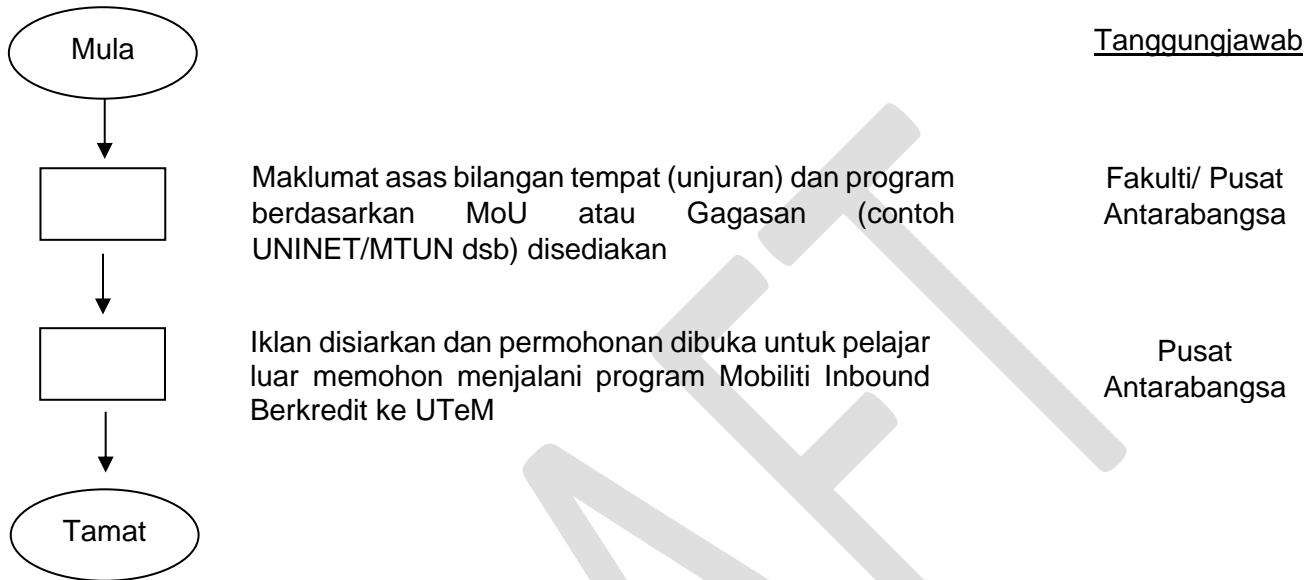 Mula
Tanggungjawab
Maklumat asas bilangan tempat (unjuran) dan program
berdasarkan MoU atau Gagasan (contoh
UNINET/MTUN dsb) disediakan
Fakulti/ Pusat
Antarabangsa
Iklan disiarkan dan permohonan dibuka untuk pelajar
luar memohon menjalani program Mobiliti Inbound
Berkredit ke UTeM
Pusat
Antarabangsa
Tamat
AFT